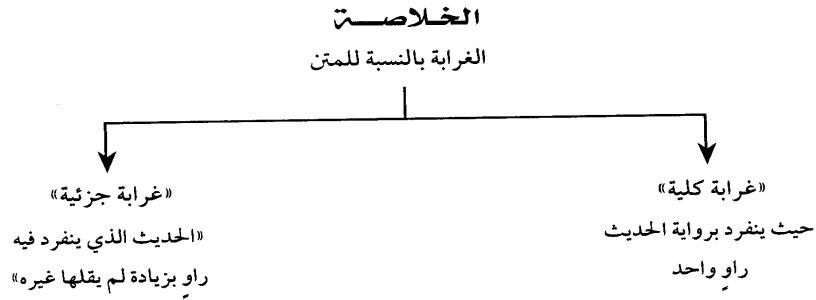 الخلاصة
الغرابة بالنسبة للمتن
«غرابة كلية»
حيث ينفرد برواية الحديث
راوٍ واحد
«غرابة جزئية»
«الحديث الذي ينفرد فيه
راوٍ بزيادة لم يقلها غيره»